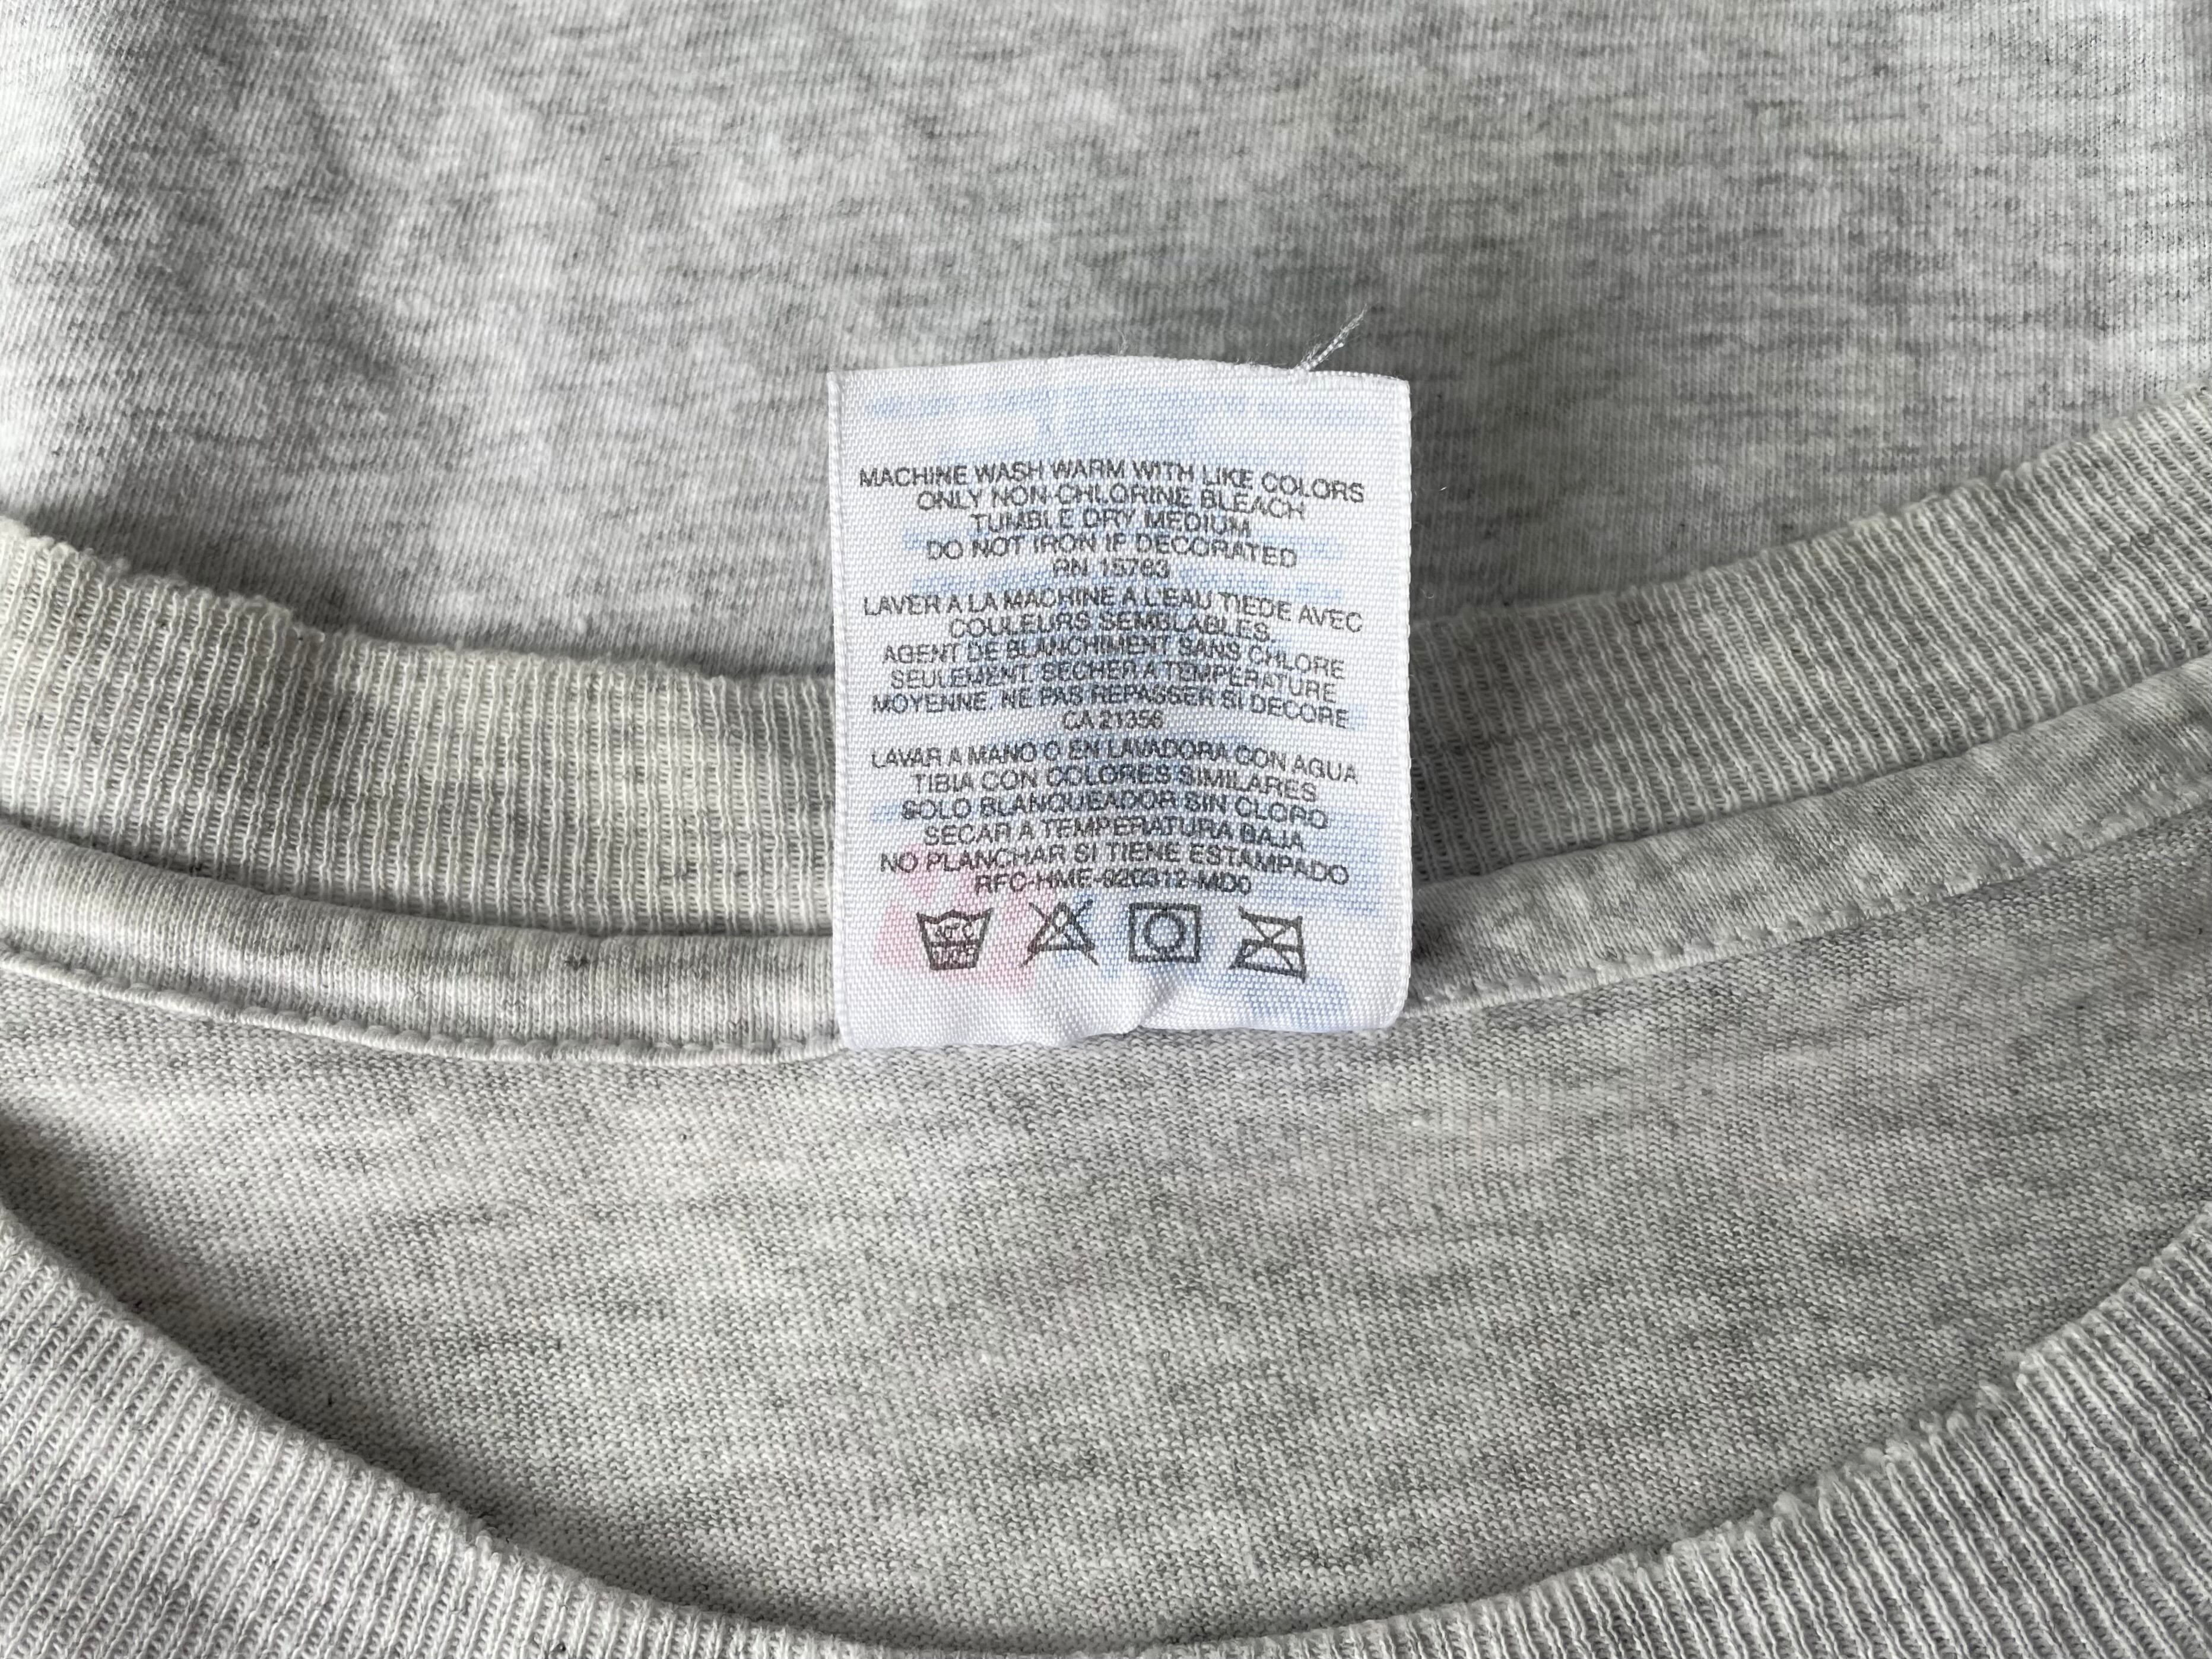 MACHINE WASH WARM WITH LIKE COLORS
ONLY NON-CHLORINE BLEACH
TUMBLE DRY MEDIUM
DO NOT IRON IF DECORATED
RN 15763
LAVER A LA MACHINE A L'EAU TIEDE AVEC
COULEURS SEMBLABLES.
AGENT DE BLANCHIMENT SANS CHLORE
SEULEMENT. SECHER A TEMPERATURE
MOYENNE. NE PAS REPASSER SI DECORE
CA 21356
LAVAR A MANO O EN LAVADORA CON AGUA
TIBIA CON COLORES SIMILARES
SOLO BLANQUEADOR SIN CLORO
SECAR A TEMPERATURA BAJA
NO PLANCHAR SI TIENE ESTAMPADO
RFC-HME-920312-MD0